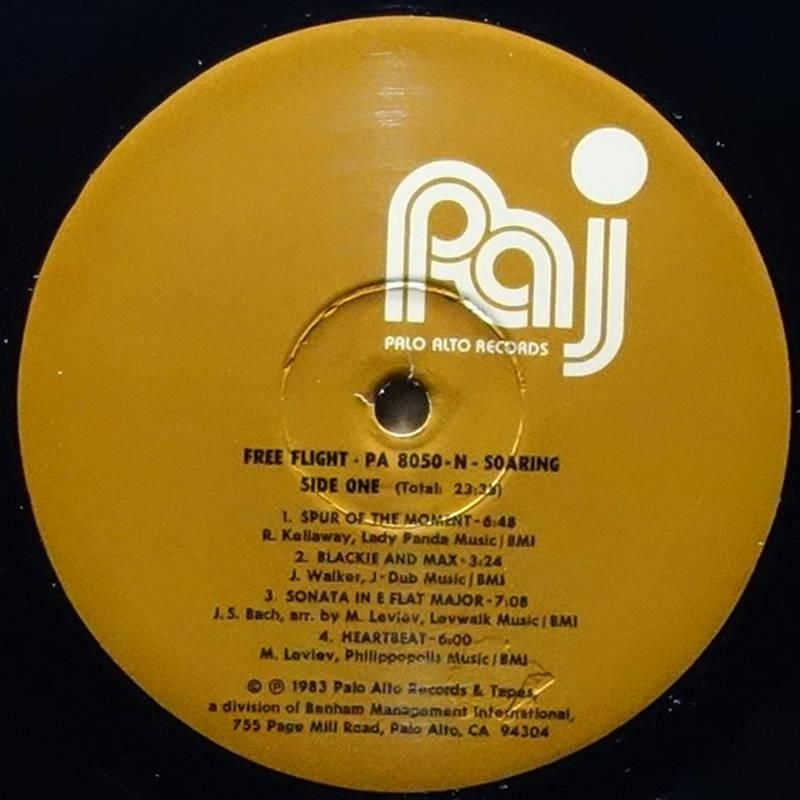 Paj
PALO ALTO RECORDS
FREE FLIGHT - PA 8050-N - SOARING
SIDE ONE (Total: 23:35)
1. SPUR OF THE MOMENT - 6:48
R. Kellaway, Lady Panda Music/BMI
2. BLACKIE AND MAX - 3:24
J. Walker, J-Dub Music/BMI
3. SONATA IN E FLAT MAJOR - 7:08
J.S. Bach, arr. by M. Leviev, Levwalk Music/BMI
4. HEARTBEAT - 6:00
M. Leviev, Philippopolis Music/BMI
© ℗ 1983 Palo Alto Records & Tapes,
a division of Benham Management International,
755 Page Mill Road, Palo Alto, CA 94304